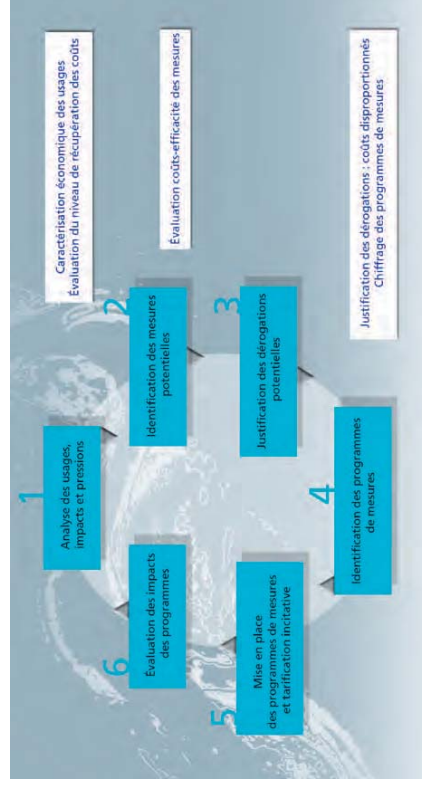 1
Analyse des usages,
impacts et pressions
2
Identification des mesures
potentielles
3
Justification des dérogations
potentielles
4
Identification des programmes
de mesures
5
Mise en place
des programmes de mesures
et tarification incitative
6
Évaluation des impacts
des programmes
Caractérisation économique des usages
Évaluation du niveau de récupération des coûts
Évaluation coûts-efficacité des mesures
Justification des dérogations : coûts disproportionnés
Chiffrage des programmes de mesures